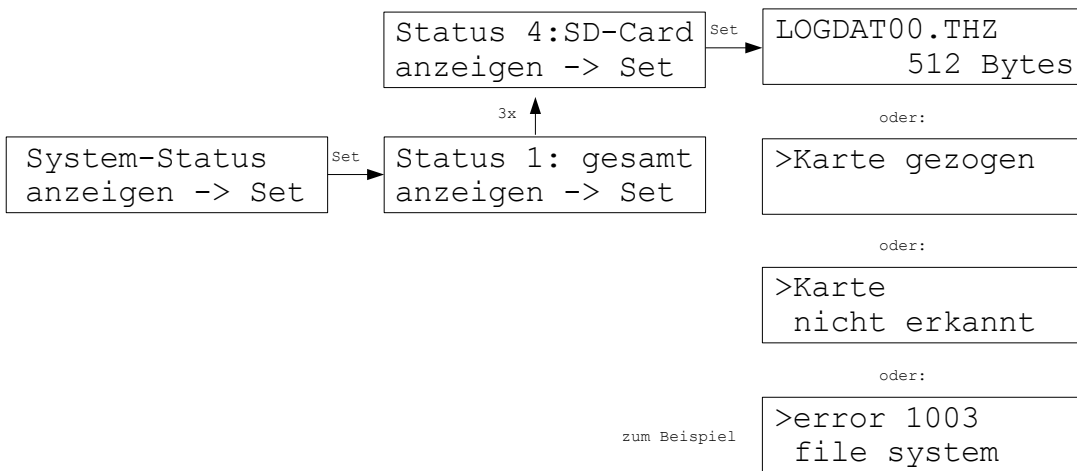 Status 4:SD-Card
anzeigen -> Set
Set
LOGDAT00.THZ
512 Bytes
3x
oder:
System-Status
anzeigen -> Set
Set
Status 1: gesamt
anzeigen -> Set
>Karte gezogen
oder:
>Karte
nicht erkannt
oder:
zum Beispiel
>error 1003
file system